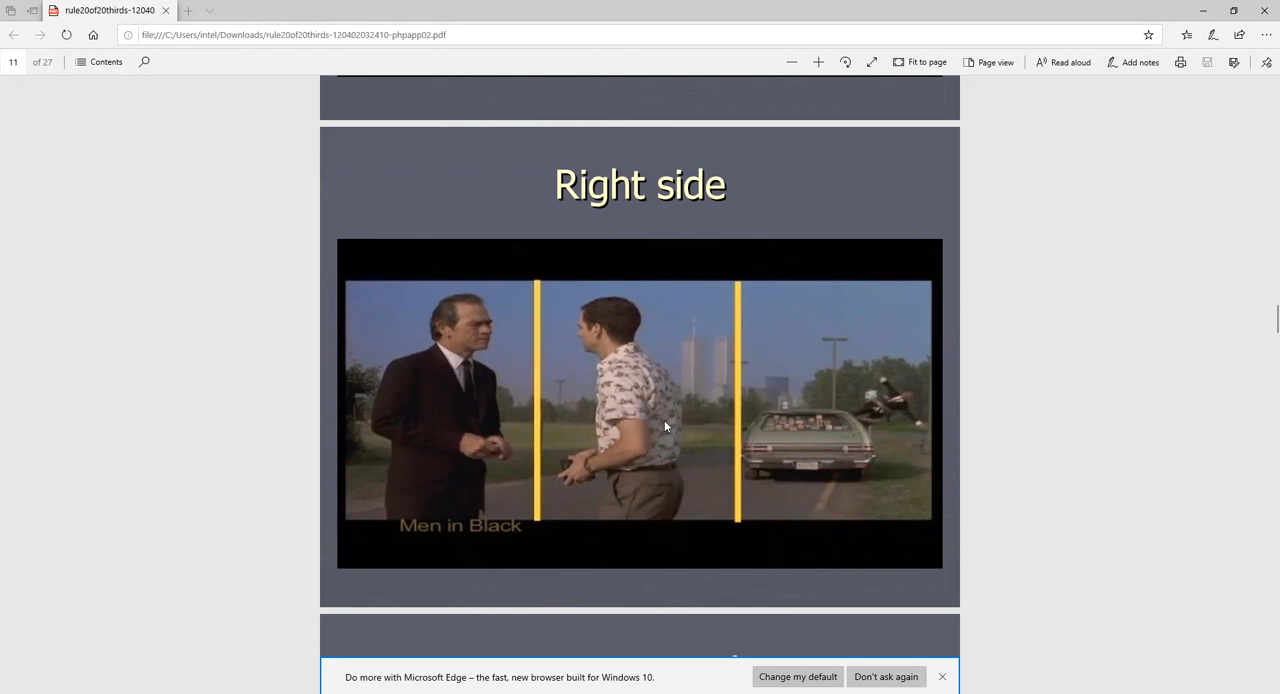 rule20of20thirds-12040
file:///C:/Users/intel/Downloads/rule20of20thirds-120402032410-phpapp02.pdf
11 of 27 Contents Fit to page Page view Read aloud Add notes
Right side
Men in Black
Do more with Microsoft Edge – the fast, new browser built for Windows 10. Change my default Don't ask again